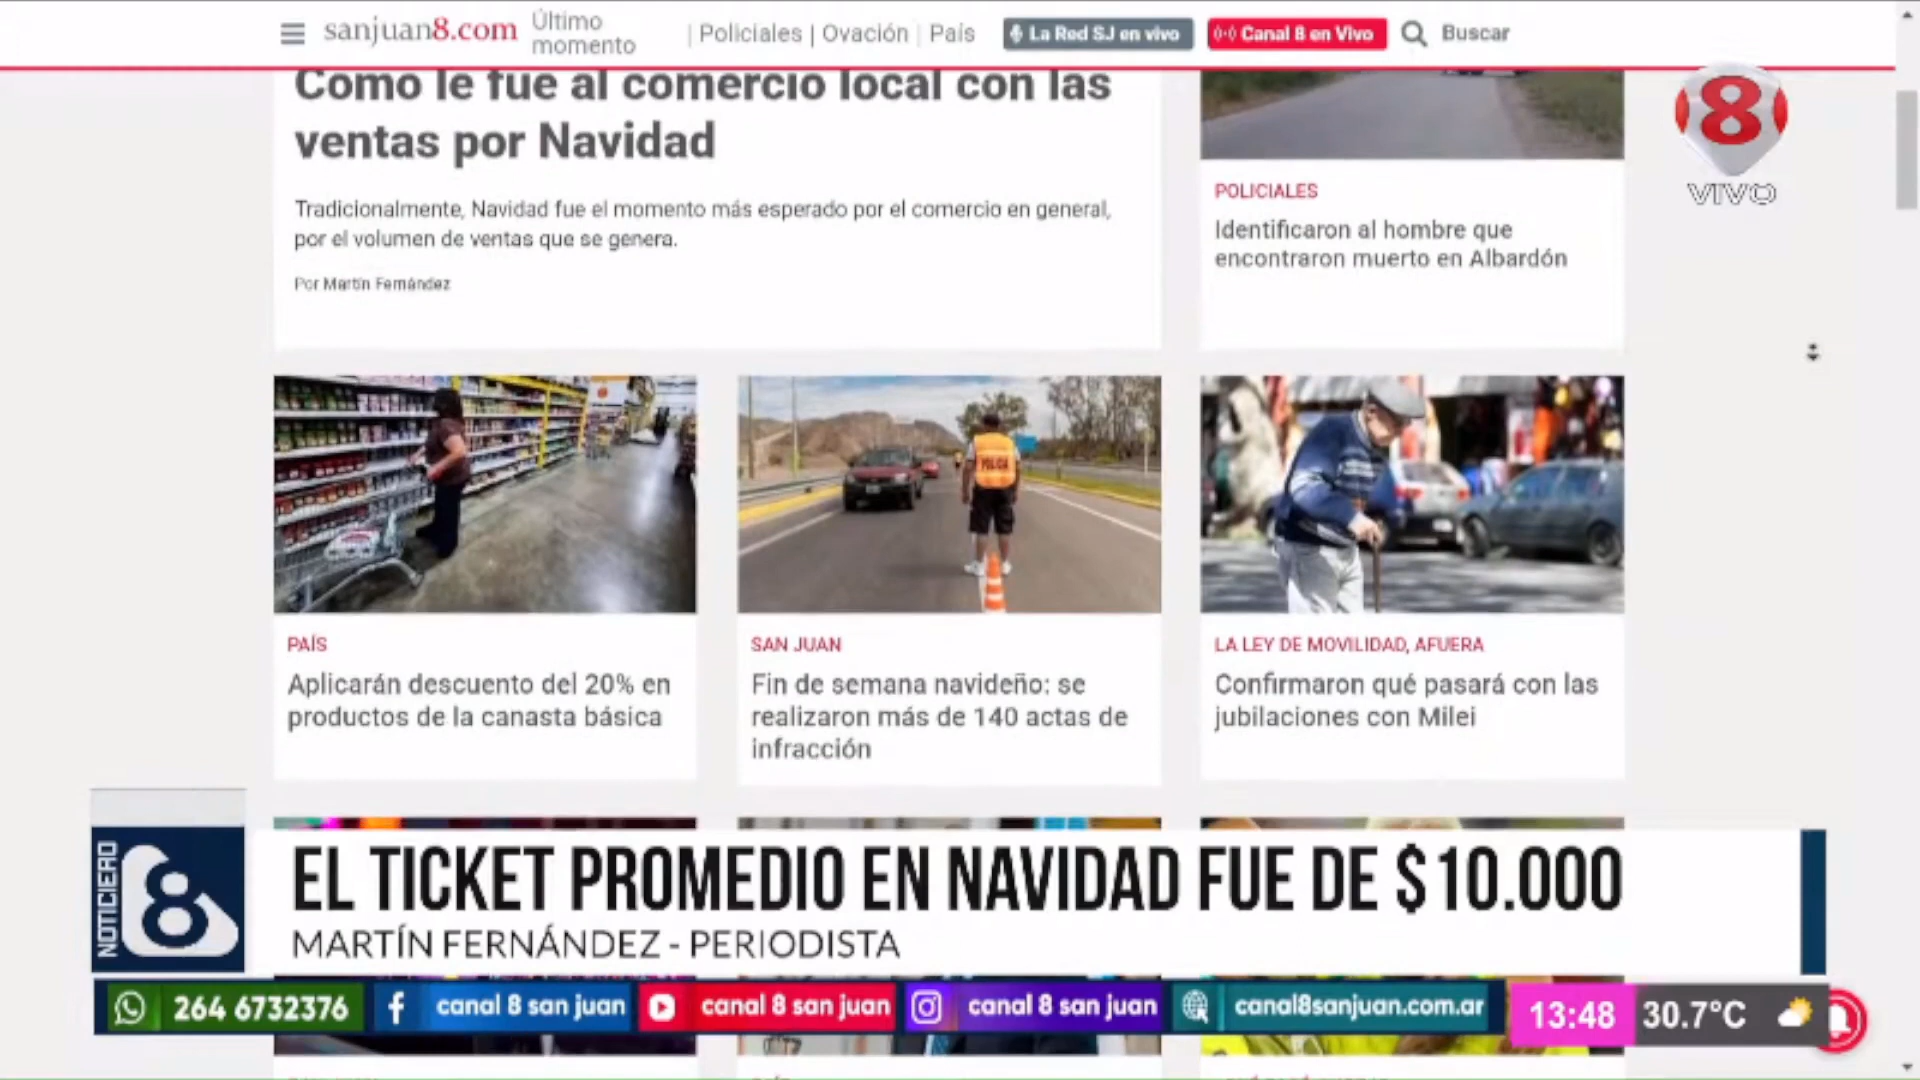 sanjuan8.com
Último
momento
| Policiales | Ovación | País
La Red SJ en vivo
Canal 8 en Vivo
Buscar
Cómo le fue al comercio local con las
ventas por Navidad
Tradicionalmente, Navidad fue el momento más esperado por el comercio en general,
por el volumen de ventas que se genera.
Por Martín Fernández
8
VIVO
POLICIALES
Identificaron al hombre que
encontraron muerto en Albardón
POLICIA
PAÍS
Aplicarán descuento del 20% en
productos de la canasta básica
SAN JUAN
Fin de semana navideño: se
realizaron más de 140 actas de
infracción
LA LEY DE MOVILIDAD, AFUERA
Confirmaron qué pasará con las
jubilaciones con Milei
NOTICIERO
8
EL TICKET PROMEDIO EN NAVIDAD FUE DE $10.000
MARTÍN FERNÁNDEZ - PERIODISTA
264 6732376
canal 8 san juan
canal 8 san juan
canal 8 san juan
canal8sanjuan.com.ar
13:48
30.7°C